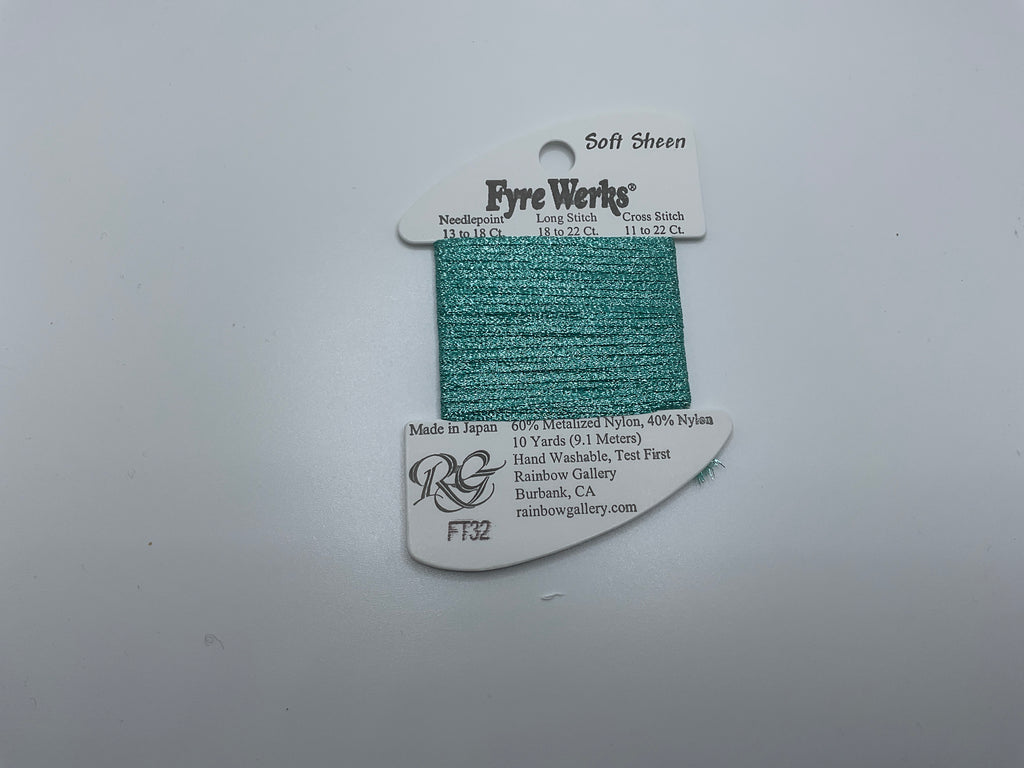 Soft Sheen
Fyre Werks®
Needlepoint Long Stitch Cross Stitch
13 to 18 Ct. 18 to 22 Ct. 11 to 22 Ct.
Made in Japan 60% Metalized Nylon, 40% Nylon
10 Yards (9.1 Meters)
Hand Washable, Test First
RG Rainbow Gallery
Burbank, CA
rainbowgallery.com
FT32